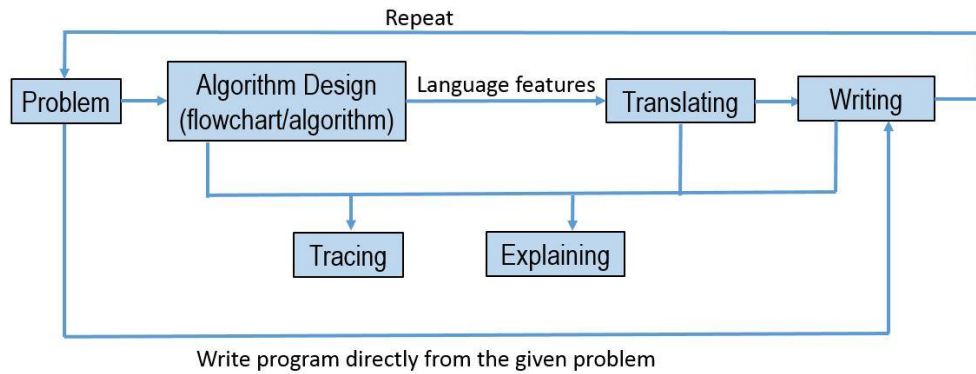 Repeat
Problem
Algorithm Design
(flowchart/algorithm)
Language features
Translating
Writing
Tracing
Explaining
Write program directly from the given problem